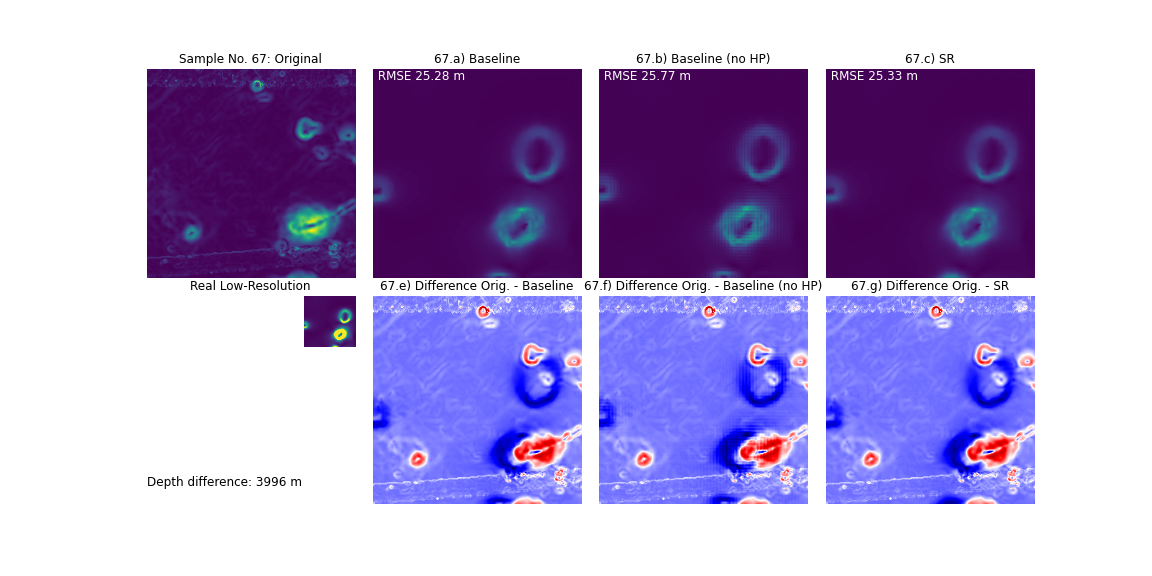 Sample No. 67: Original
67.a) Baseline
67.b) Baseline (no HP)
67.c) SR
RMSE 25.28 m
RMSE 25.77 m
RMSE 25.33 m
Real Low-Resolution
67.e) Difference Orig. - Baseline
67.f) Difference Orig. - Baseline (no HP)
67.g) Difference Orig. - SR
Depth difference: 3996 m